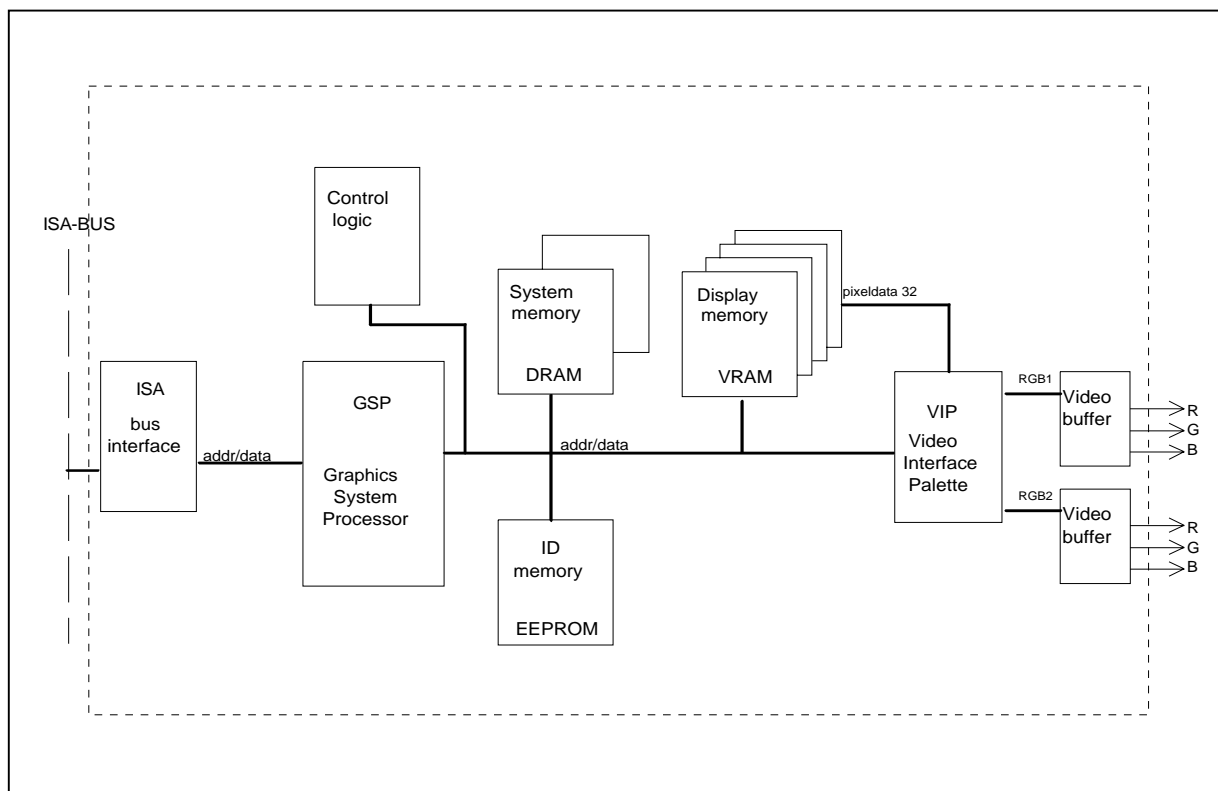 ISA-BUS
Control
logic
System
memory
DRAM
Display
memory
VRAM
pixeldata 32
ISA
bus
interface
addr/data
GSP
Graphics
System
Processor
addr/data
ID
memory
EEPROM
VIP
Video
Interface
Palette
RGB1
Video
buffer
R
G
B
RGB2
Video
buffer
R
G
B